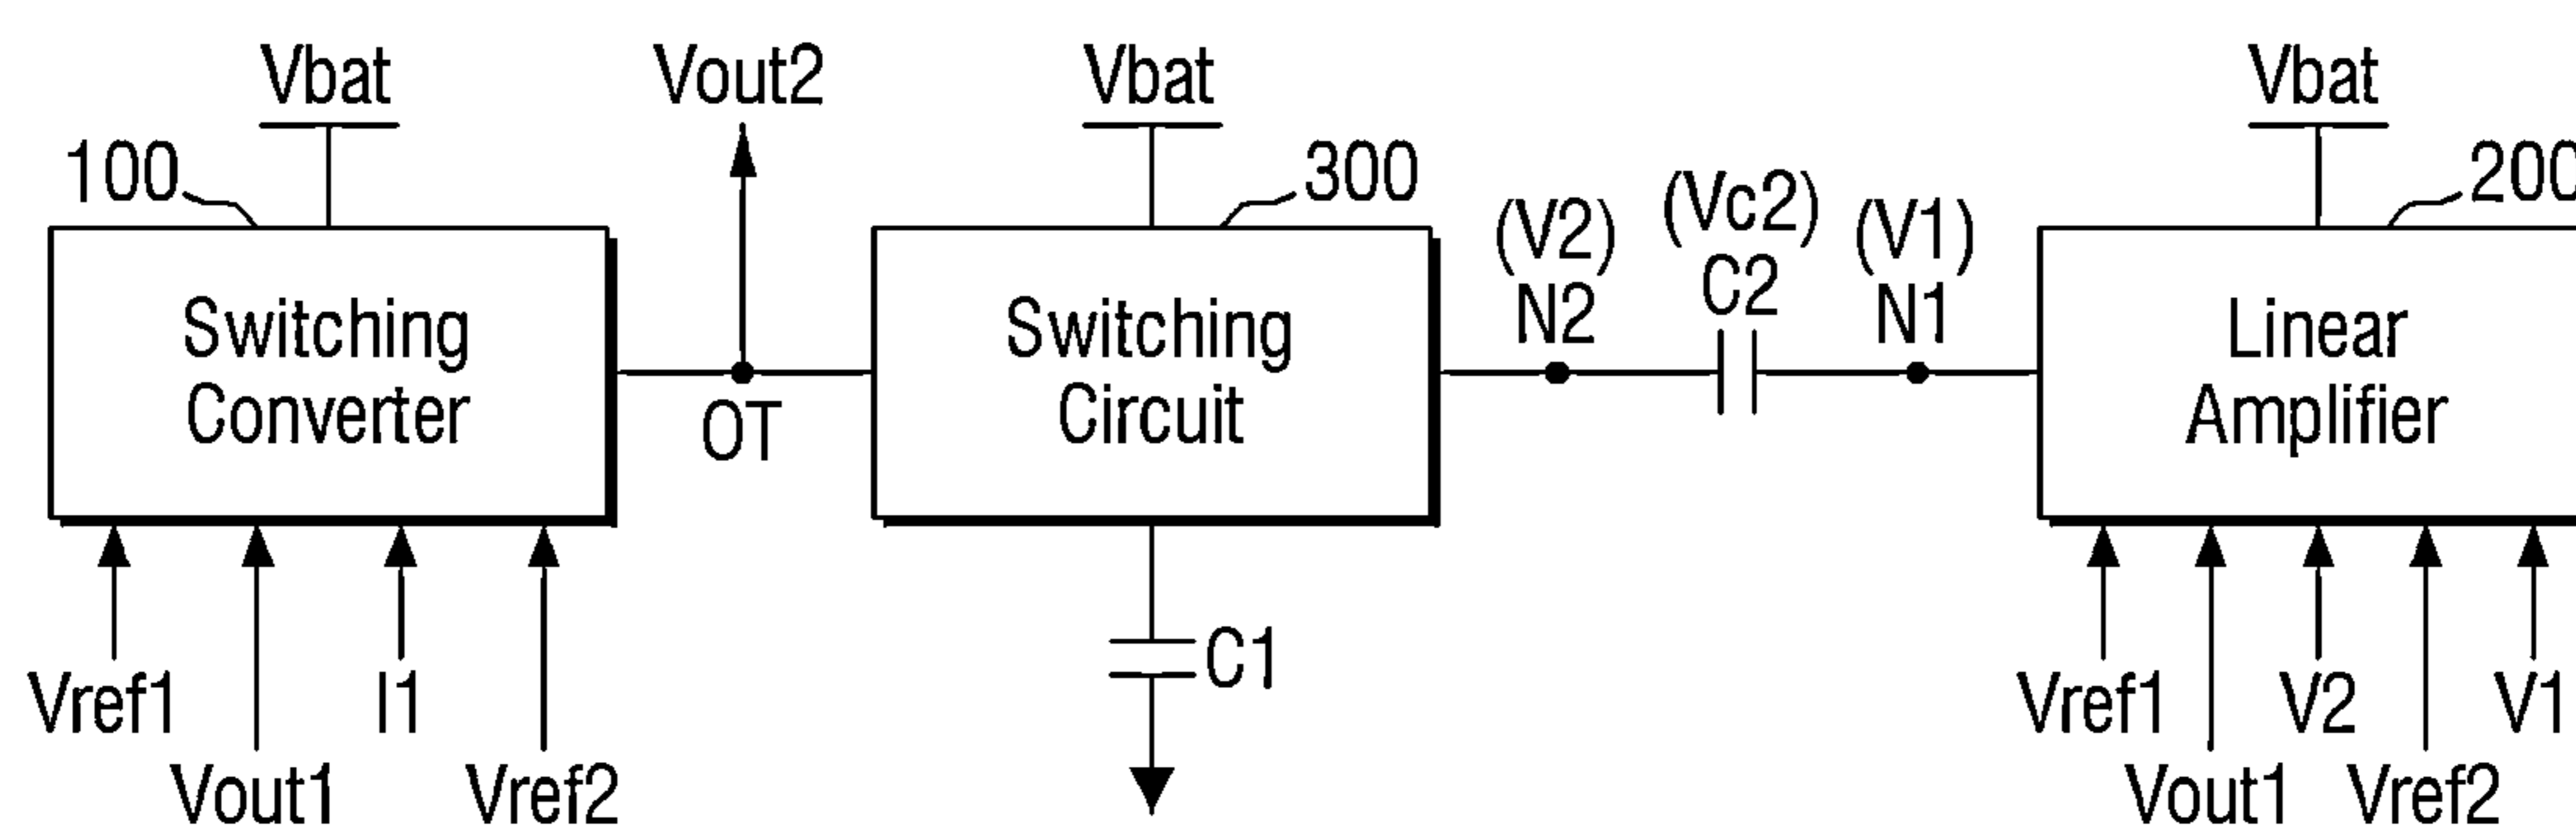 Vbat
Vout2
Vbat
Vbat
100
300
200
(V2)
(Vc2)
(V1)
N2
C2
N1
Switching
Converter
Switching
Circuit
Linear
Amplifier
OT
C1
Vref1
I1
Vout1
Vref2
Vref1
V2
V1
Vout1
Vref2